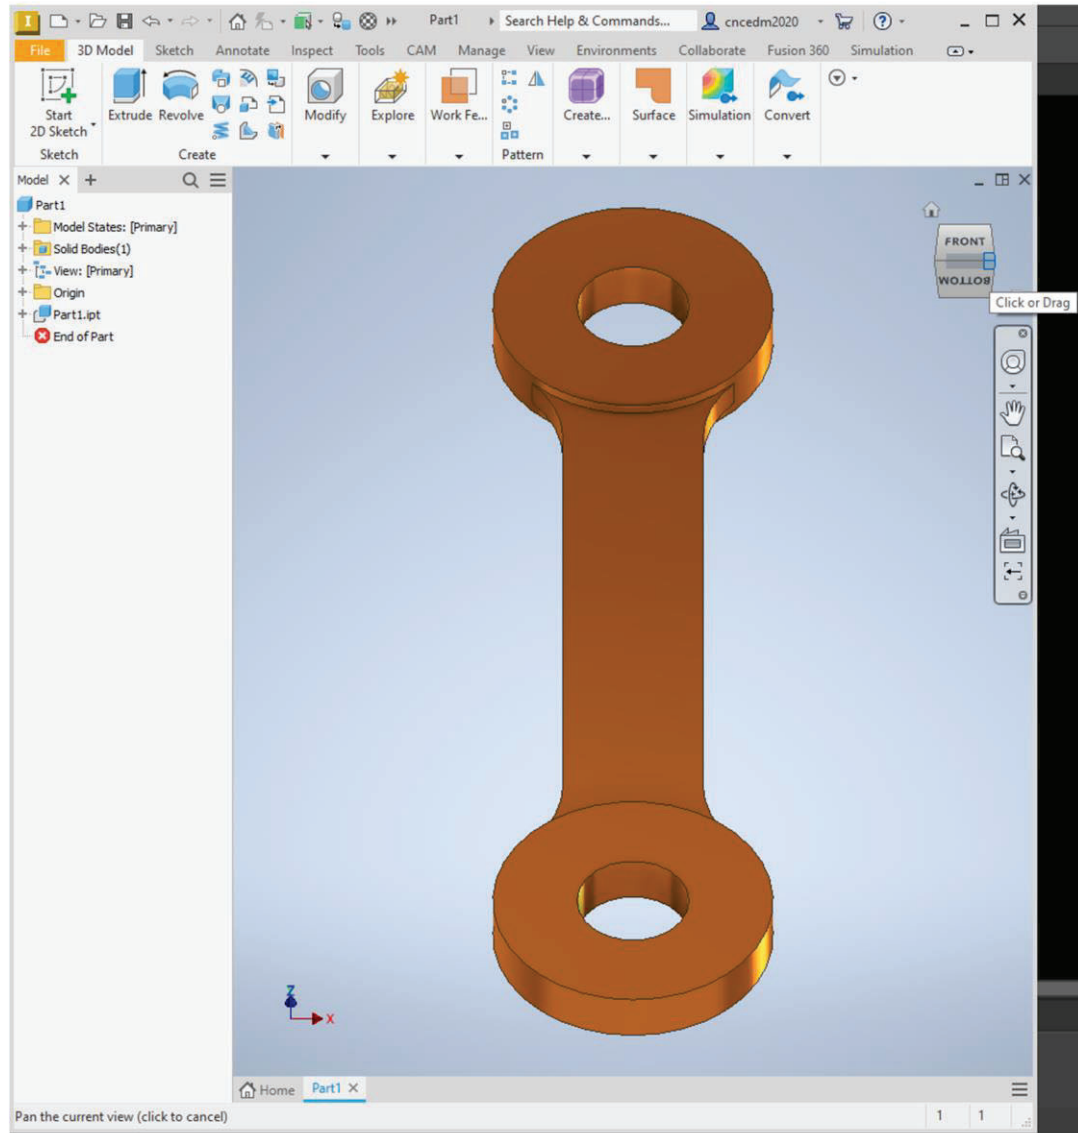 I Part1 Search Help & Commands... cncedm2020 ?
File 3D Model Sketch Annotate Inspect Tools CAM Manage View Environments Collaborate Fusion 360 Simulation
Start 2D Sketch
Extrude
Revolve
Modify
Explore
Work Fe...
Create...
Surface
Simulation
Convert
Sketch Create Pattern
Model
Part1
Model States: [Primary]
Solid Bodies(1)
View: [Primary]
Origin
Part1.ipt
End of Part
FRONT
BOTTOM
Click or Drag
Z
X
Home Part1
Pan the current view (click to cancel) 1 1